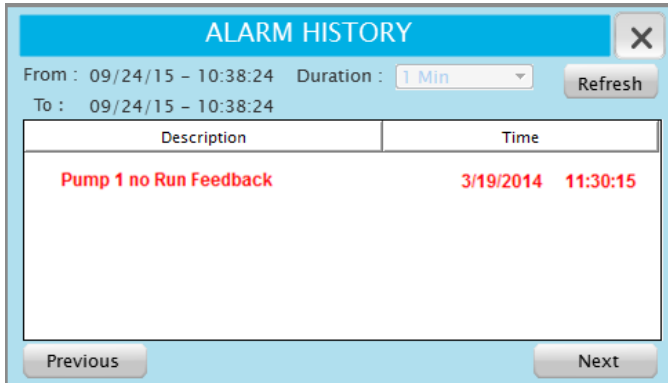 ALARM HISTORY
X
From : 09/24/15 – 10:38:24 Duration : 1 Min Refresh
To : 09/24/15 – 10:38:24
Description Time
Pump 1 no Run Feedback 3/19/2014 11:30:15
Previous Next